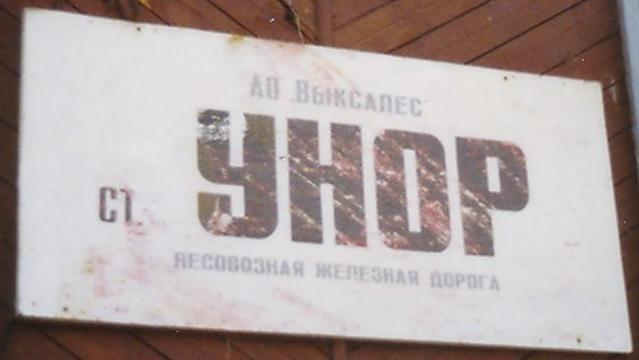 АО „Выксалес"
ст. УНОР
ЛЕСОВОЗНАЯ ЖЕЛЕЗНАЯ ДОРОГА